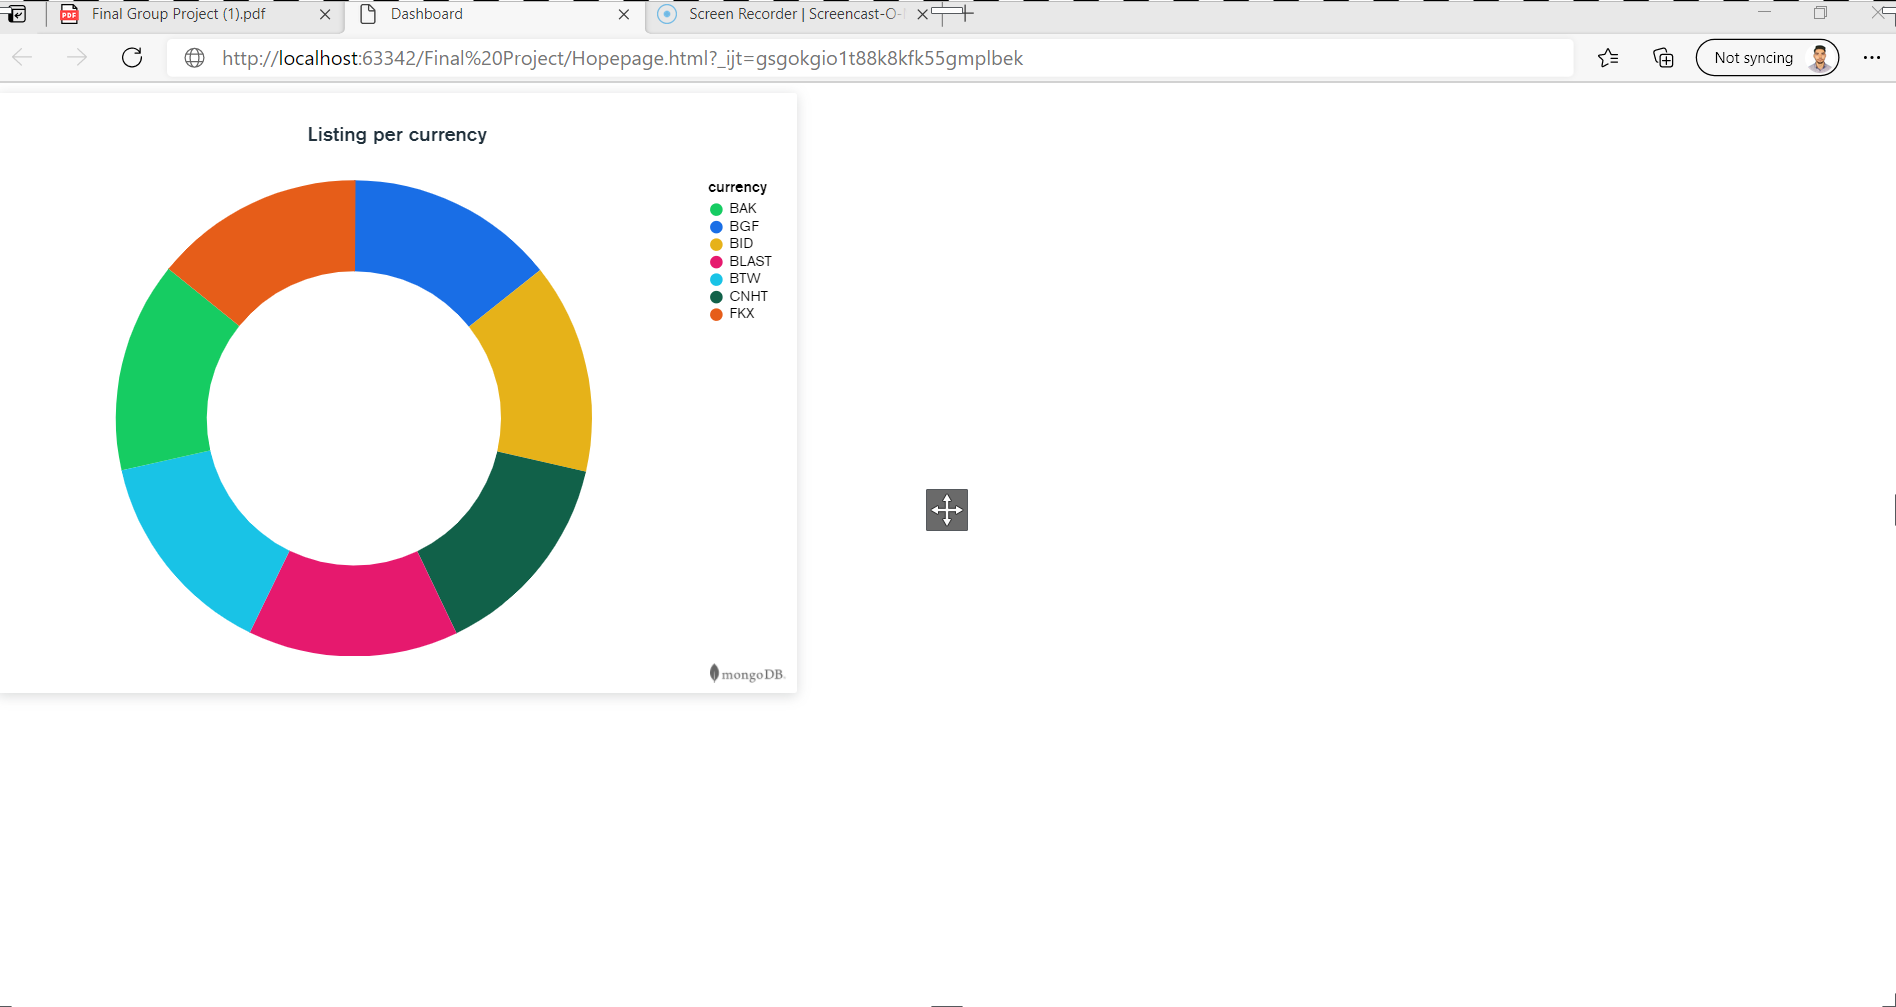 PDF Final Group Project (1).pdf
Dashboard
Screen Recorder | Screencast-O-
http://localhost:63342/Final%20Project/Hopepage.html?_ijt=gsgokgio1t88k8kfk55gmplbek
Not syncing
Listing per currency
currency
BAK
BGF
BID
BLAST
BTW
CNHT
FKX
mongoDB.